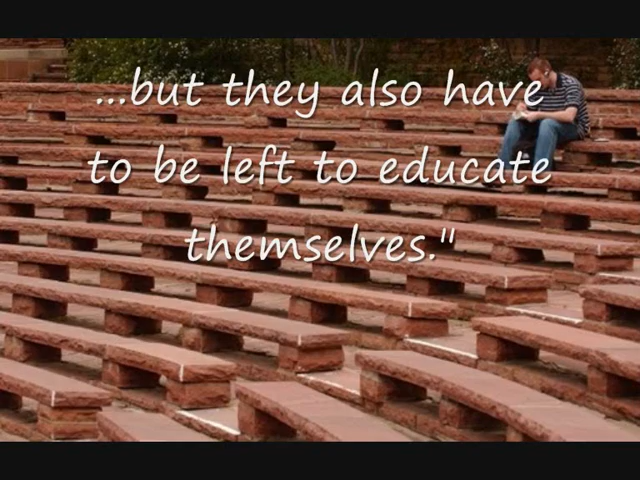 ...but they also have
to be left to educate
themselves."